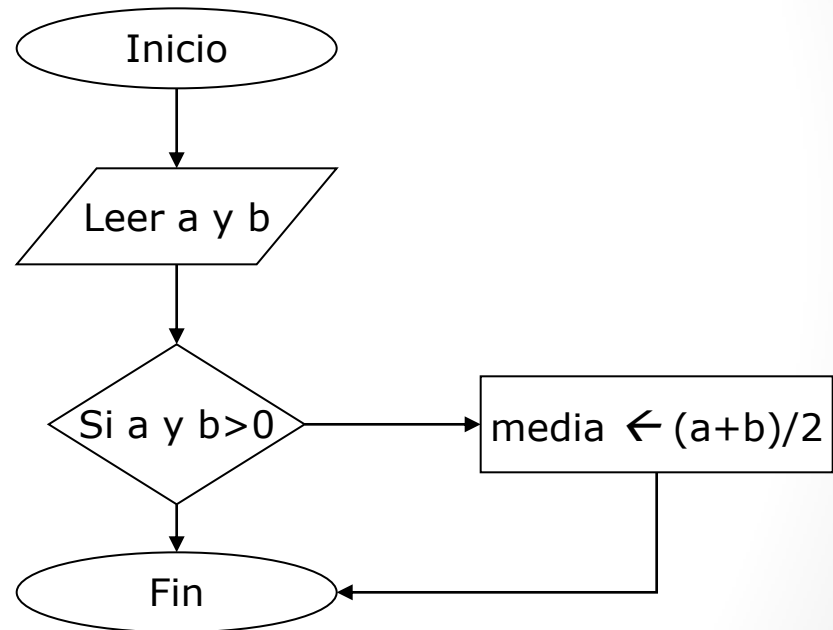 Inicio
Leer a y b
Si a y b>0
media ← (a+b)/2
Fin